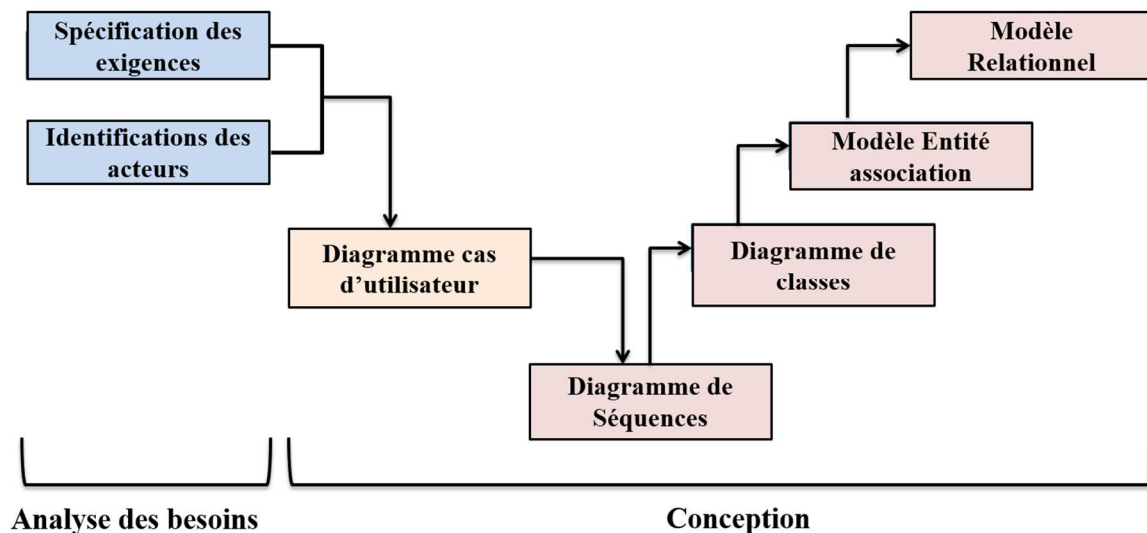 Spécification des
exigences
Identifications des
acteurs
Diagramme cas
d’utilisateur
Diagramme de
Séquences
Diagramme de
classes
Modèle Entité
association
Modèle
Relationnel
Analyse des besoins
Conception